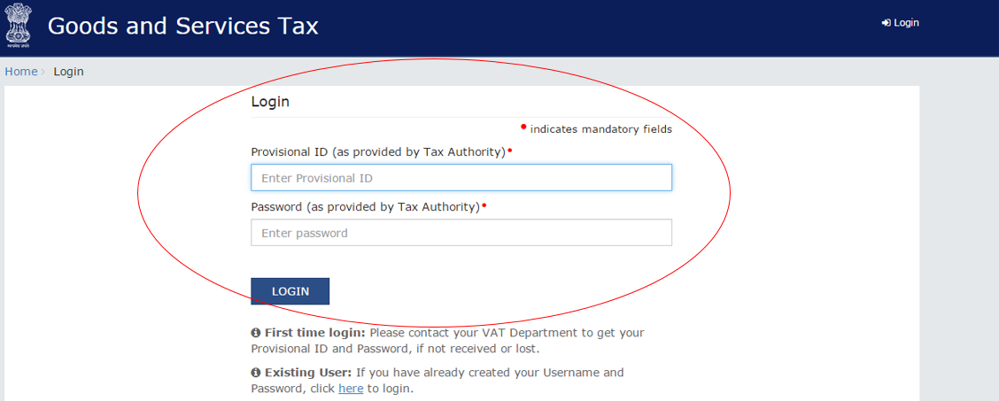 Goods and Services Tax
Login
Home > Login
Login
• indicates mandatory fields
Provisional ID (as provided by Tax Authority)•
Enter Provisional ID
Password (as provided by Tax Authority)•
Enter password
LOGIN
First time login: Please contact your VAT Department to get your
Provisional ID and Password, if not received or lost.
Existing User: If you have already created your Username and
Password, click here to login.